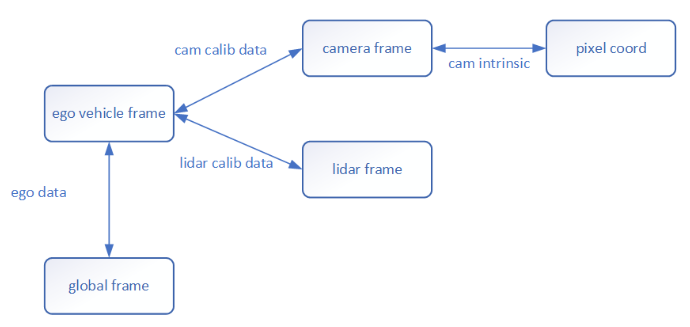 cam calib data
camera frame
cam intrinsic
pixel coord
ego vehicle frame
lidar calib data
lidar frame
ego data
global frame